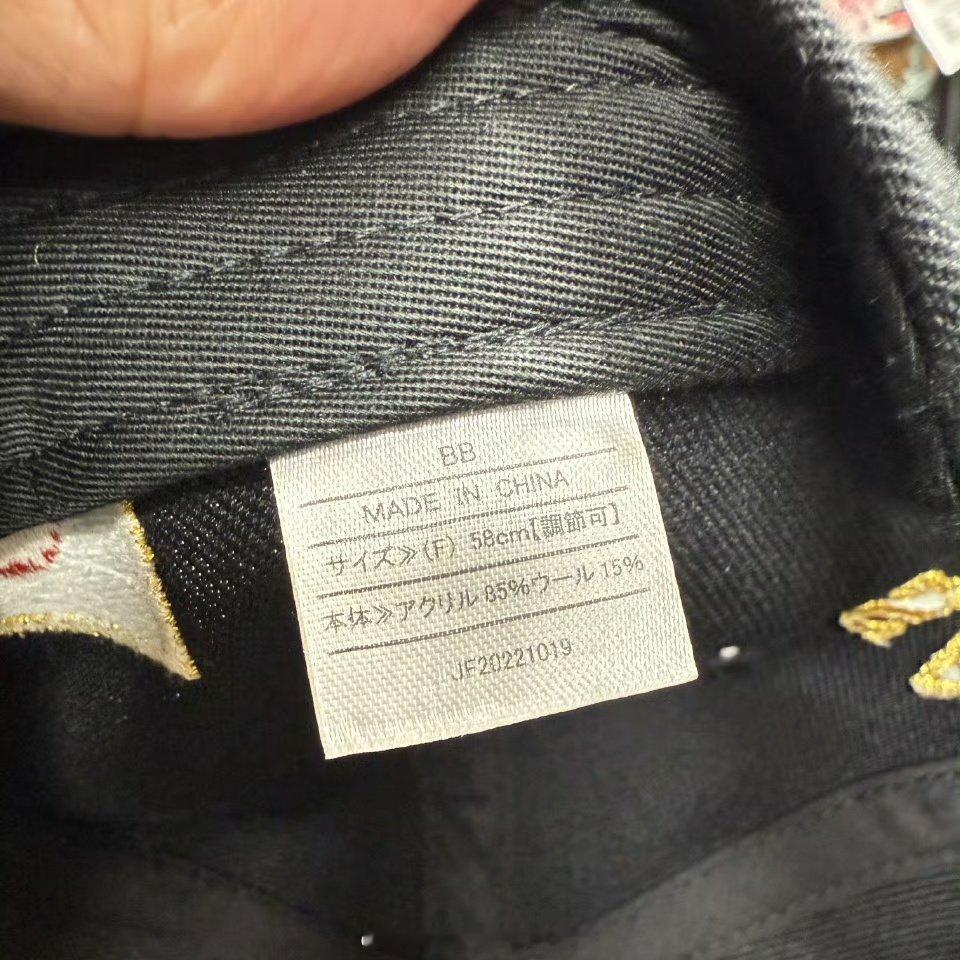 BB
MADE IN CHINA
サイズ≫(F) 58cm【調節可】
本体≫アクリル 85%ウール 15%
JF20221019